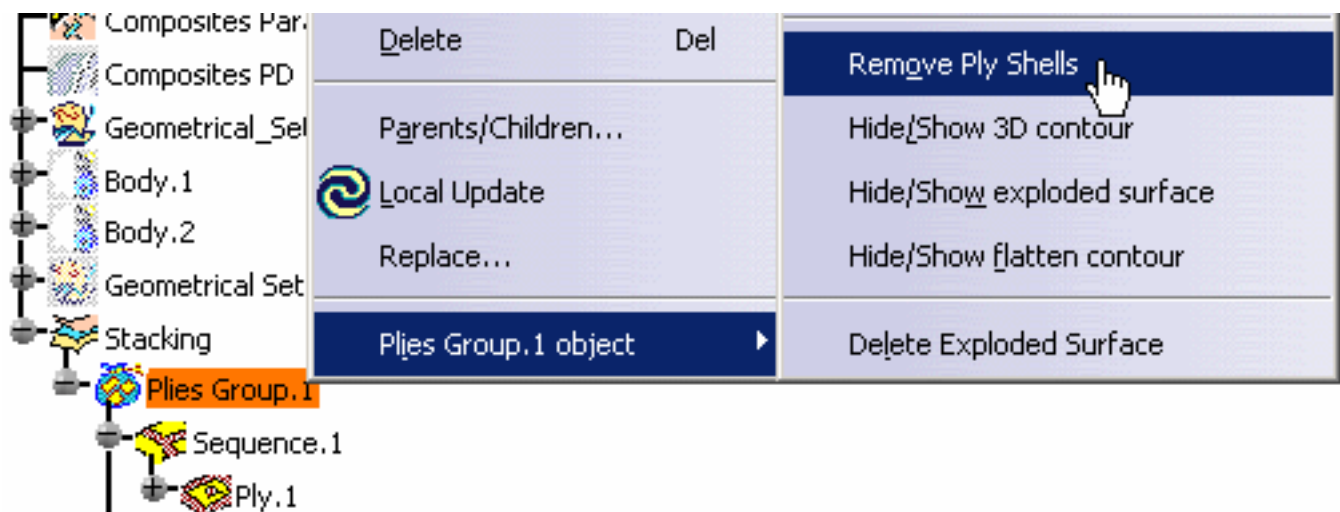 Composites Par
Composites PD
Geometrical_Set
Body.1
Body.2
Geometrical Set
Stacking
Plies Group.1
Sequence.1
Ply.1
Delete Del
Parents/Children...
Local Update
Replace...
Plies Group.1 object
Remove Ply Shells
Hide/Show 3D contour
Hide/Show exploded surface
Hide/Show flatten contour
Delete Exploded Surface